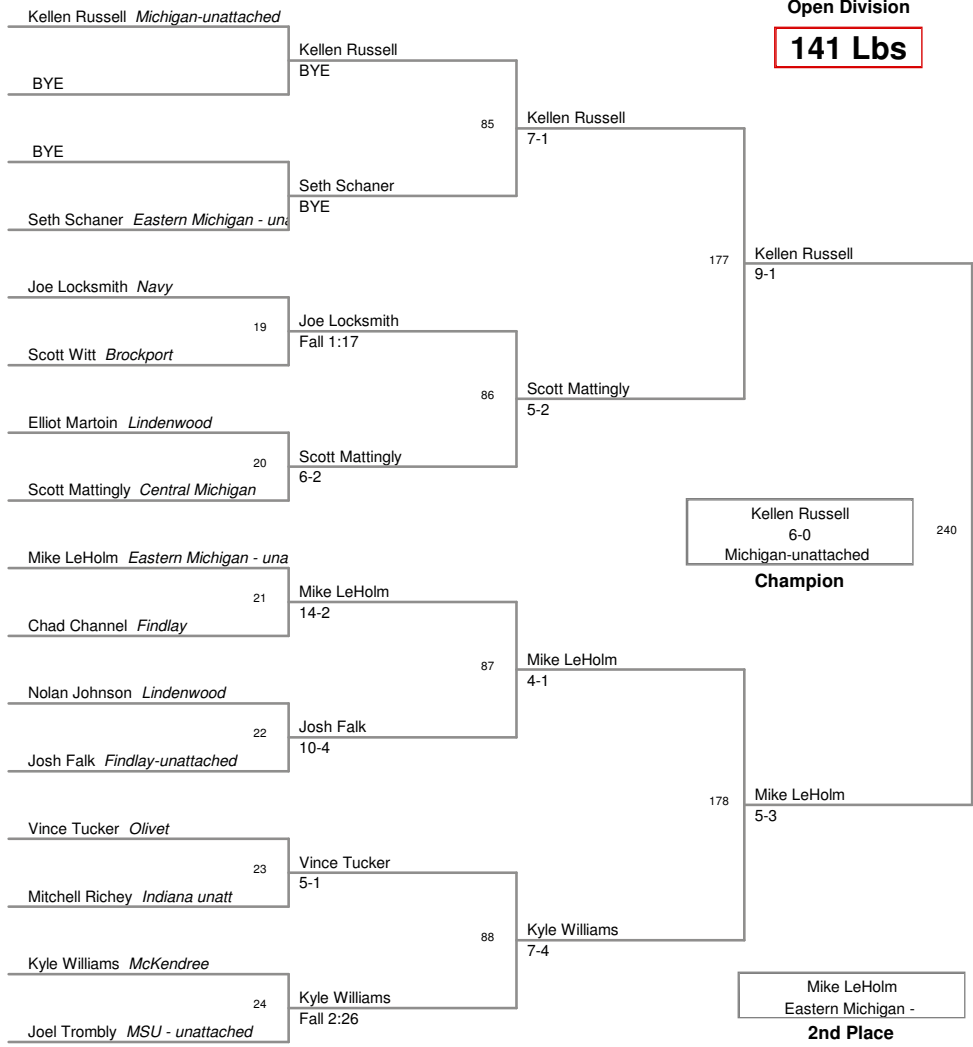 Open Division
141 Lbs
Kellen Russell Michigan-unattached
BYE
BYE
Seth Schaner Eastern Michigan - una
Joe Locksmith Navy
19
Scott Witt Brockport
Elliot Martoin Lindenwood
20
Scott Mattingly Central Michigan
Mike LeHolm Eastern Michigan - una
21
Chad Channel Findlay
Nolan Johnson Lindenwood
22
Josh Falk Findlay-unattached
Vince Tucker Olivet
23
Mitchell Richey Indiana unatt
Kyle Williams McKendree
24
Joel Trombly MSU - unattached
Kellen Russell
BYE
85
Seth Schaner
BYE
Joe Locksmith
Fall 1:17
86
Scott Mattingly
6-2
Mike LeHolm
14-2
87
Josh Falk
10-4
Vince Tucker
5-1
88
Kyle Williams
Fall 2:26
Kellen Russell
7-1
177
Scott Mattingly
5-2
Mike LeHolm
4-1
178
Kyle Williams
7-4
Kellen Russell
9-1
240
Mike LeHolm
5-3
Kellen Russell
6-0
Michigan-unattached
Champion
Mike LeHolm
Eastern Michigan -
2nd Place